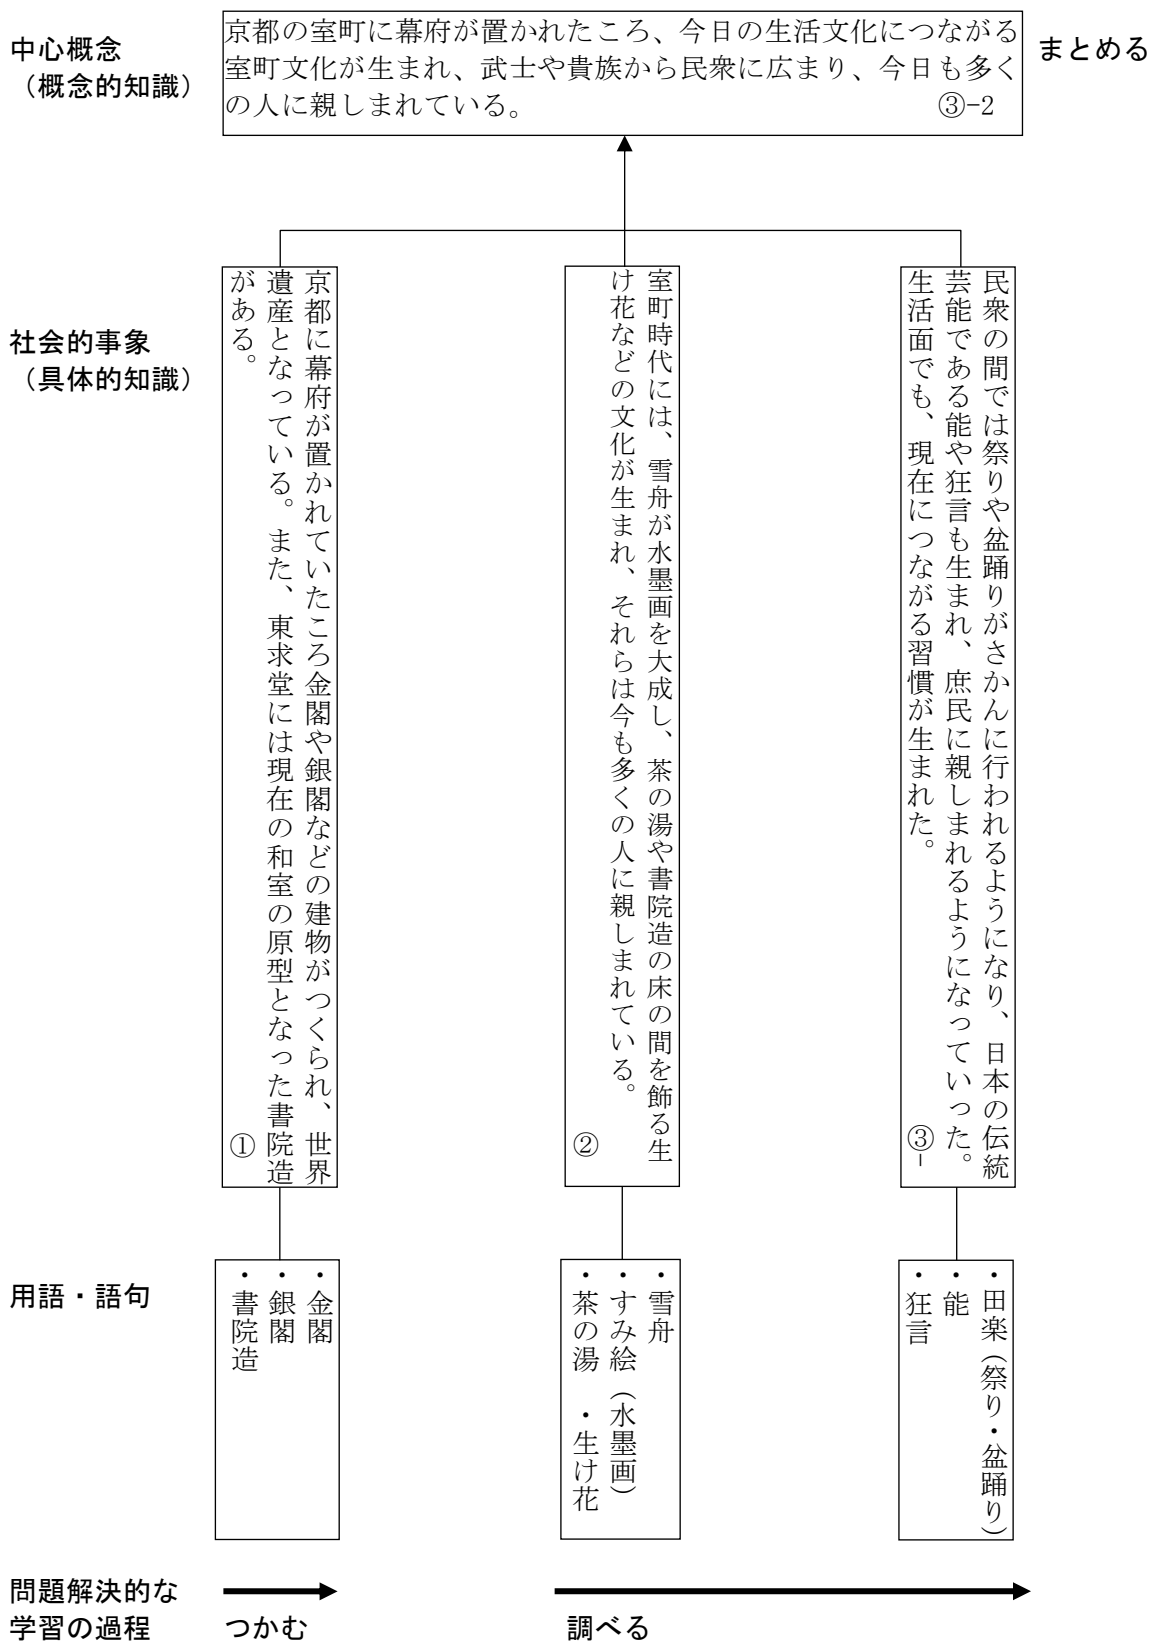 中心概念
（概念的知識）
京都の室町に幕府が置かれたころ、今日の生活文化につながる
室町文化が生まれ、武士や貴族から民衆に広まり、今日も多く
の人に親しまれている。 ③-2
まとめる
社会的事象
（具体的知識）
京都に幕府が置かれていたころ金閣や銀閣などの建物がつくられ、世界
遺産となっている。また、東求堂には現在の和室の原型となった書院造
がある。 ①
室町時代には、雪舟が水墨画を大成し、茶の湯や書院造の床の間を飾る生
け花などの文化が生まれ、それらは今も多くの人に親しまれている。
②
民衆の間では祭りや盆踊りがさかんに行われるようになり、日本の伝統
芸能である能や狂言も生まれ、庶民に親しまれるようになっていった。
生活面でも、現在につながる習慣が生まれた。 ③-
用語・語句
・金閣
・銀閣
・書院造
・雪舟
・すみ絵（水墨画）
・茶の湯 ・生け花
・田楽（祭り・盆踊り）
・能
・狂言
問題解決的な
学習の過程
つかむ
調べる